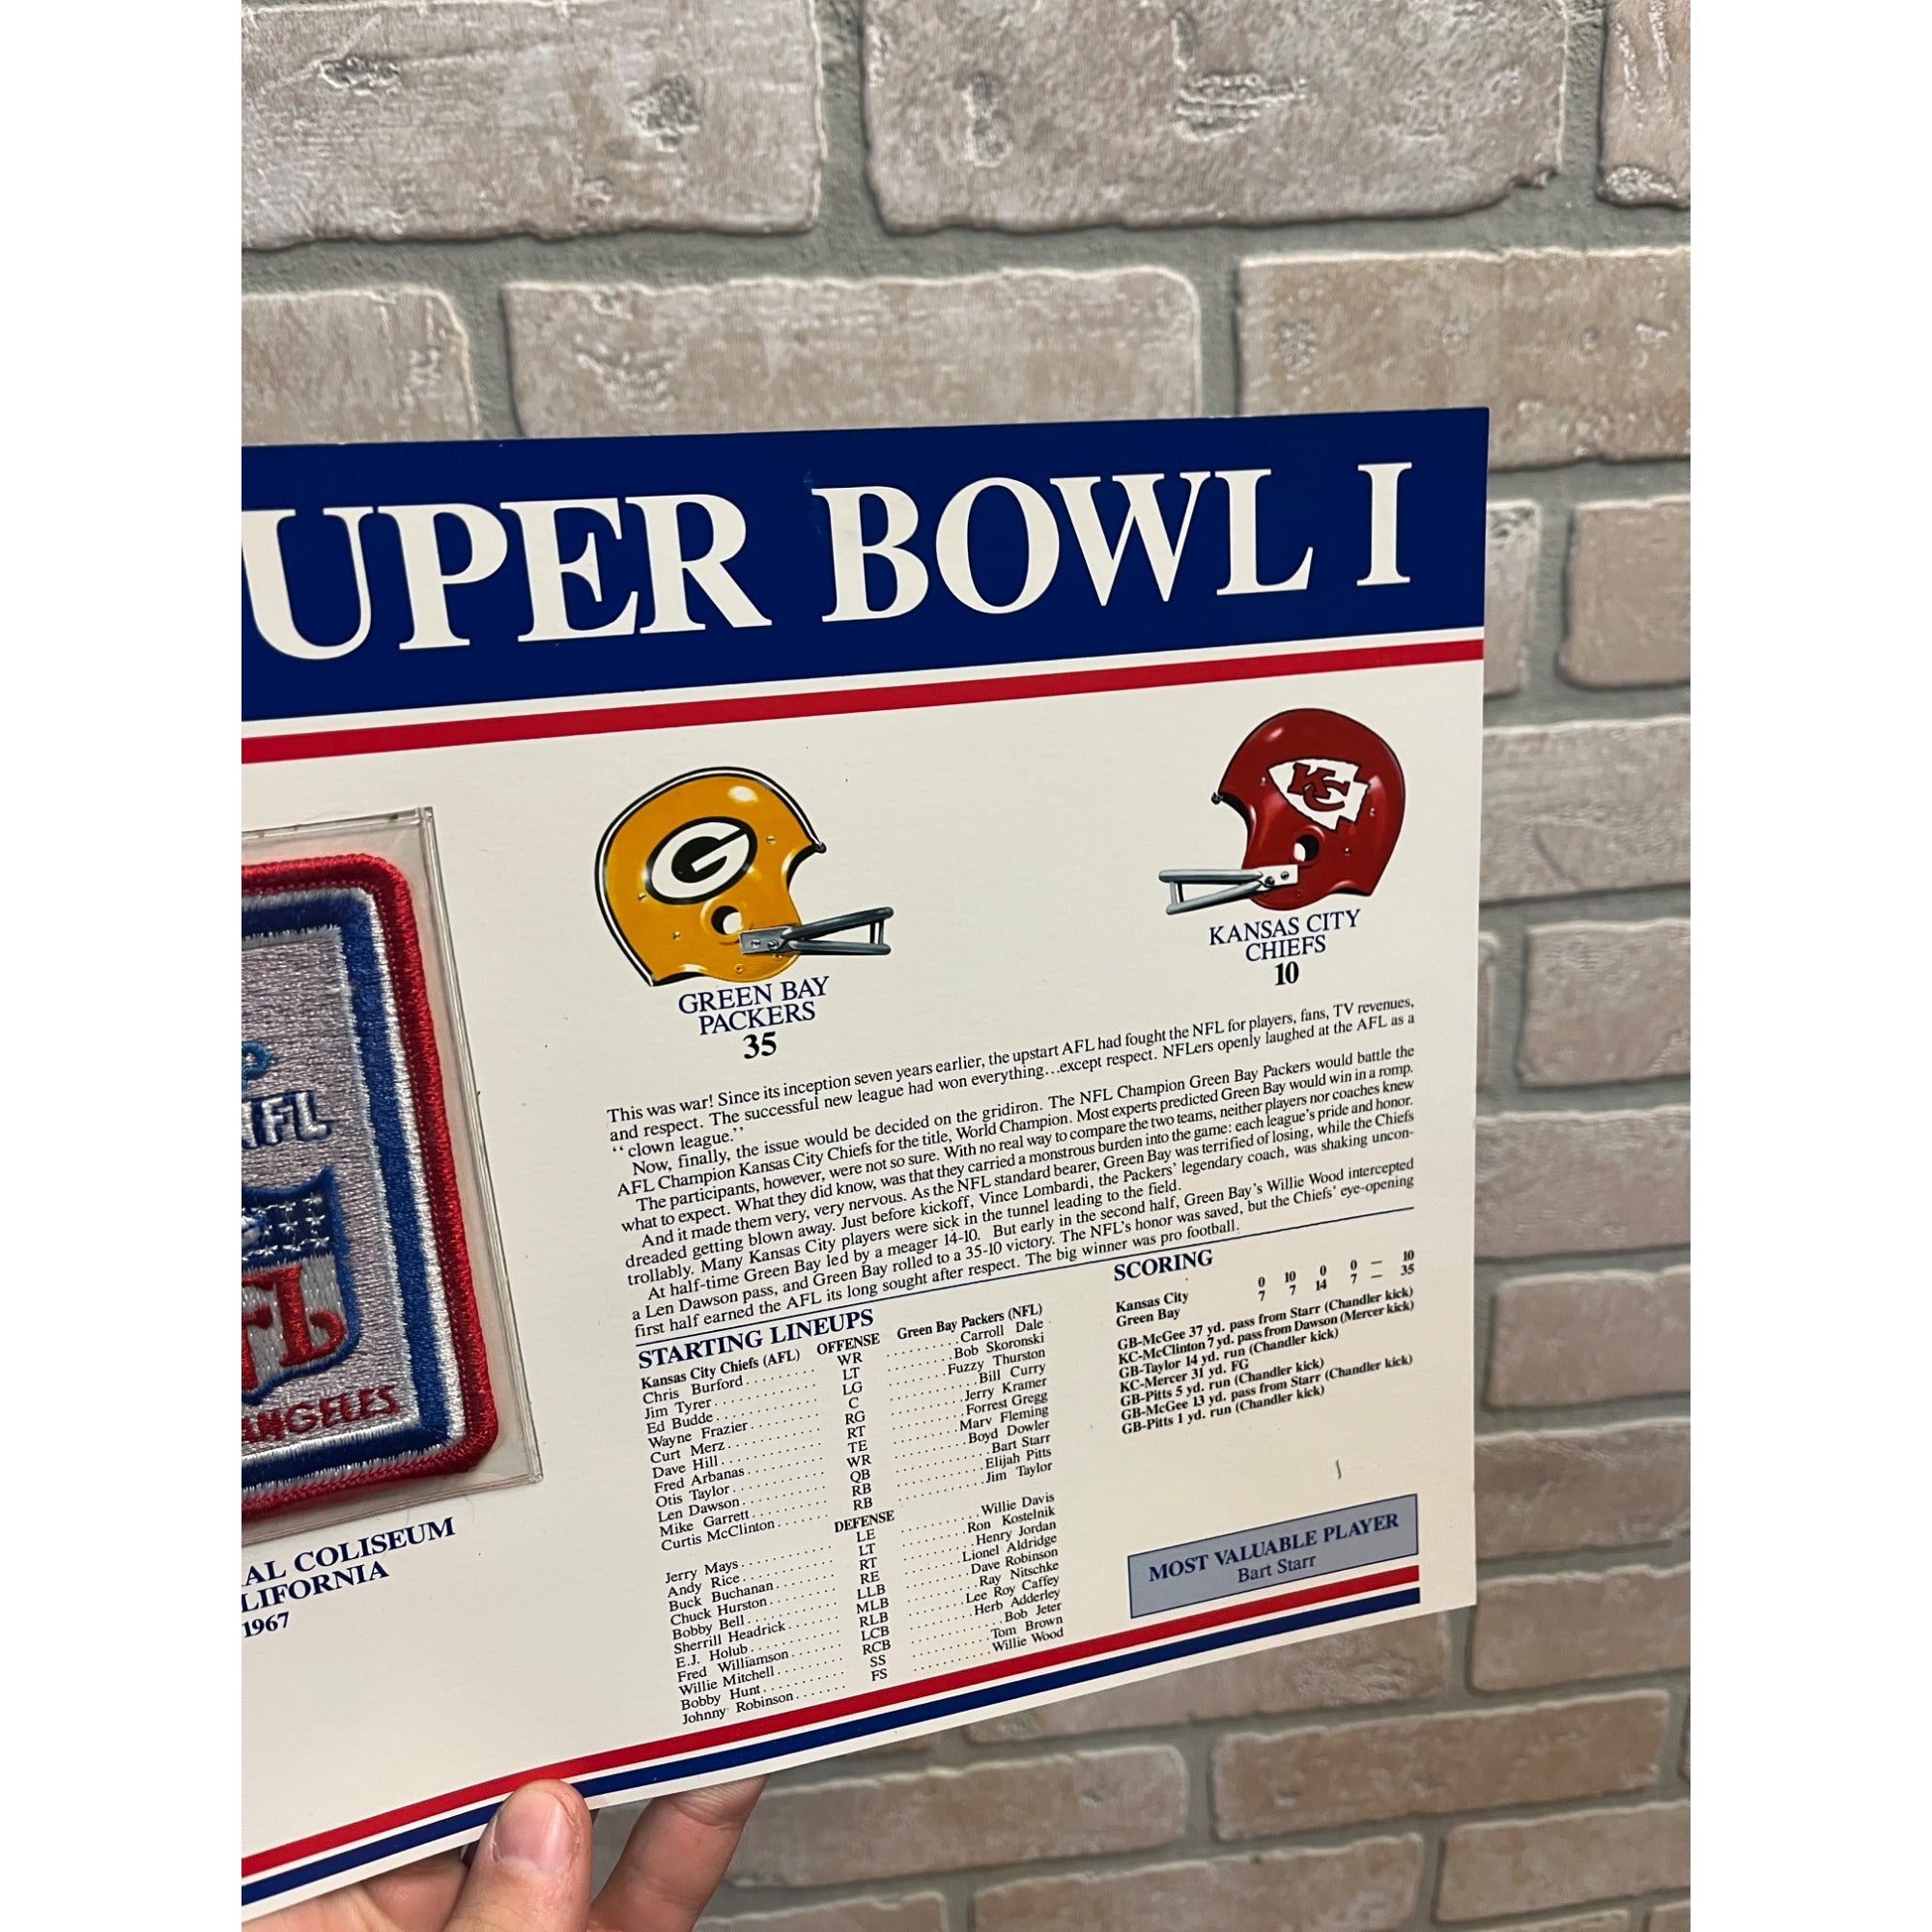 UPER BOWL I
G
KC
GREEN BAY
PACKERS
35
KANSAS CITY
CHIEFS
10
This was war! Since its inception seven years earlier, the upstart AFL had fought the NFL for players, fans, TV revenues,
and respect. The successful new league had won everything...except respect. NFLers openly laughed at the AFL as a
"clown league."
Now, finally, the issue would be decided on the gridiron. The NFL Champion Green Bay Packers would battle the
AFL Champion Kansas City Chiefs for the title, World Champion. Most experts predicted Green Bay would win in a romp.
The participants, however, were not so sure. With no real way to compare the two teams, neither players nor coaches knew
what to expect. What they did know, was that they carried a monstrous burden into the game: each league's pride and honor.
And it made them very, very nervous. As the NFL standard bearer, Green Bay was terrified of losing, while the Chiefs
dreaded getting blown away. Just before kickoff, Vince Lombardi, the Packers' legendary coach, was shaking uncon-
trollably. Many Kansas City players were sick in the tunnel leading to the field.
At half-time Green Bay led by a meager 14-10. But early in the second half, Green Bay's Willie Wood intercepted
a Len Dawson pass, and Green Bay rolled to a 35-10 victory. The NFL's honor was saved, but the Chiefs' eye-opening
first half earned the AFL its long sought after respect. The big winner was pro football.
STARTING LINEUPS
Kansas City Chiefs (AFL) OFFENSE Green Bay Packers (NFL)
Chris Burford.........WR.........Carroll Dale
Jim Tyrer.........LT.........Bob Skoronski
Ed Budde.........LG.........Fuzzy Thurston
Wayne Frazier.........C.........Bill Curry
Curt Merz.........RG.........Jerry Kramer
Dave Hill.........RT.........Forrest Gregg
Fred Arbanas.........TE.........Marv Fleming
Otis Taylor.........WR.........Boyd Dowler
Len Dawson.........QB.........Bart Starr
Mike Garrett.........RB.........Elijah Pitts
Curtis McClinton.........RB.........Jim Taylor
DEFENSE
Jerry Mays.........LE.........Willie Davis
Andy Rice.........LT.........Ron Kostelnik
Buck Buchanan.........RT.........Henry Jordan
Chuck Hurston.........RE.........Lionel Aldridge
Bobby Bell.........LLB.........Dave Robinson
Sherrill Headrick.........MLB.........Ray Nitschke
E.J. Holub.........RLB.........Lee Roy Caffey
Fred Williamson.........LCB.........Herb Adderley
Willie Mitchell.........RCB.........Bob Jeter
Bobby Hunt.........SS.........Tom Brown
Johnny Robinson.......FS.........Willie Wood
SCORING
Kansas City 0 10 0 0 — 10
Green Bay 7 7 14 7 — 35
GB-McGee 37 yd. pass from Starr (Chandler kick)
KC-McClinton 7 yd. pass from Dawson (Mercer kick)
GB-Taylor 14 yd. run (Chandler kick)
KC-Mercer 31 yd. FG
GB-Pitts 5 yd. run (Chandler kick)
GB-McGee 13 yd. pass from Starr (Chandler kick)
GB-Pitts 1 yd. run (Chandler kick)
MOST VALUABLE PLAYER
Bart Starr
NFL
FL
ANGELES
AL COLISEUM
LIFORNIA
1967